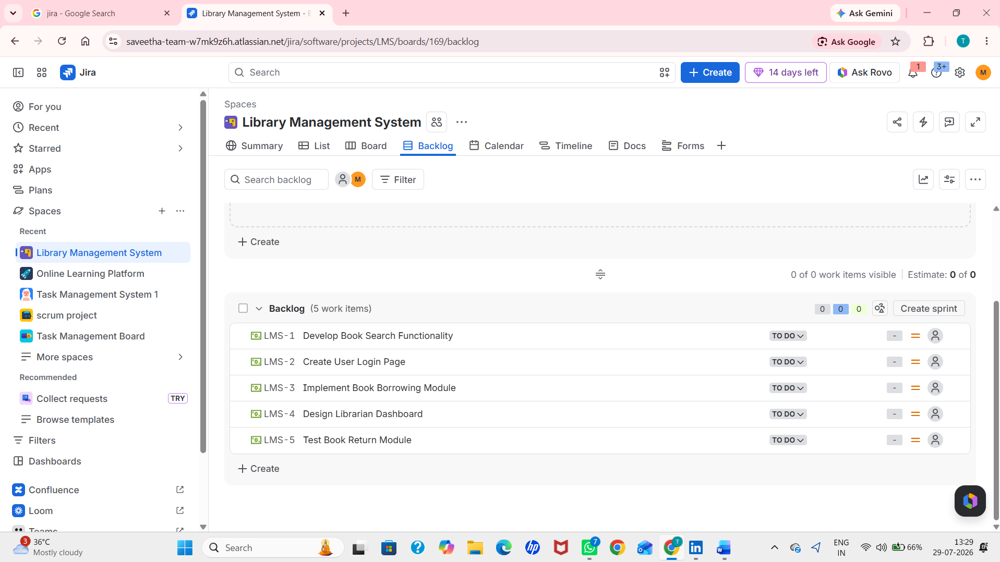 jira - Google Search
Library Management System - B
Ask Gemini
saveetha-team-w7mk9z6h.atlassian.net/jira/software/projects/LMS/boards/169/backlog
Ask Google
T
Jira
Search
Create
14 days left
Ask Rovo
1
3+
M
For you
Recent
Starred
Apps
Plans
Spaces
Recent
Library Management System
Online Learning Platform
Task Management System 1
scrum project
Task Management Board
More spaces
Recommended
Collect requests
TRY
Browse templates
Filters
Dashboards
Confluence
Loom
Teams
Spaces
Library Management System
Summary
List
Board
Backlog
Calendar
Timeline
Docs
Forms
Search backlog
M
Filter
Create
0 of 0 work items visible
Estimate: 0 of 0
Backlog (5 work items)
0 0 0
Create sprint
LMS-1 Develop Book Search Functionality TO DO -
LMS-2 Create User Login Page TO DO -
LMS-3 Implement Book Borrowing Module TO DO -
LMS-4 Design Librarian Dashboard TO DO -
LMS-5 Test Book Return Module TO DO -
Create
3
36°C
Mostly cloudy
Search
7
T
ENG
IN
66%
13:29
29-07-2026